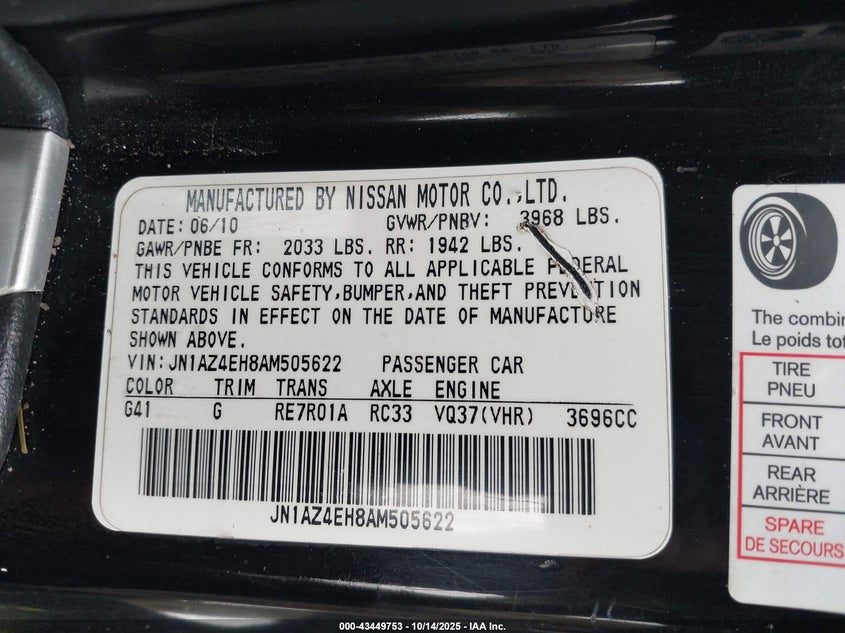 MANUFACTURED BY NISSAN MOTOR CO.,LTD.
DATE: 06/10 GVWR/PNBV: 3968 LBS.
GAWR/PNBE FR: 2033 LBS. RR: 1942 LBS.
THIS VEHICLE CONFORMS TO ALL APPLICABLE FEDERAL
MOTOR VEHICLE SAFETY,BUMPER,AND THEFT PREVENTION
STANDARDS IN EFFECT ON THE DATE OF MANUFACTURE
SHOWN ABOVE.
VIN: JN1AZ4EH8AM505622 PASSENGER CAR
COLOR TRIM TRANS AXLE ENGINE
G41 G RE7R01A RC33 VQ37(VHR) 3696CC
JN1AZ4EH8AM505622
The combin
Le poids tot
TIRE
PNEU
FRONT
AVANT
REAR
ARRIÈRE
SPARE
DE SECOURS
000-43449753 - 10/14/2025 - IAA Inc.